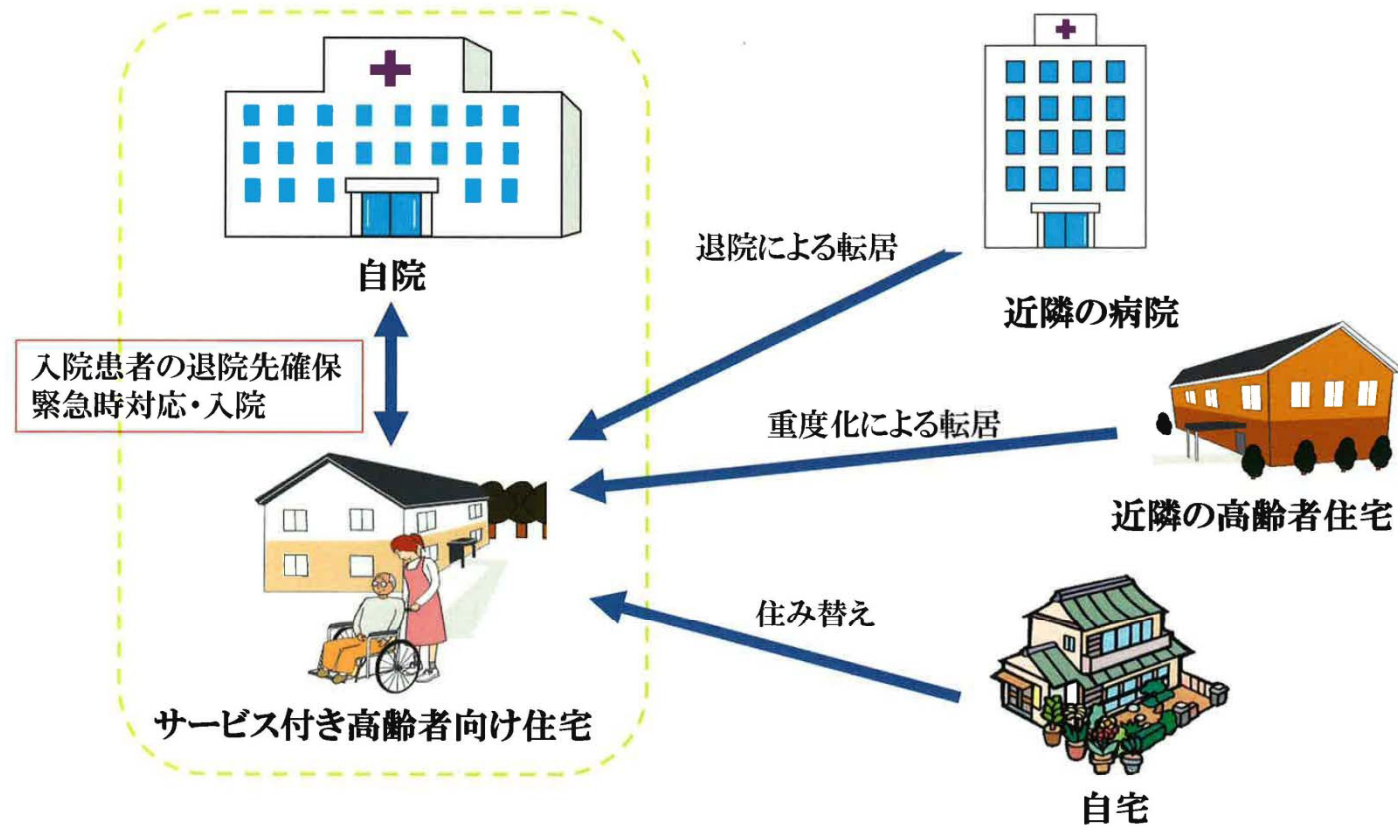 自院
退院による転居
近隣の病院
入院患者の退院先確保
緊急時対応・入院
重度化による転居
近隣の高齢者住宅
住み替え
サービス付き高齢者向け住宅
自宅